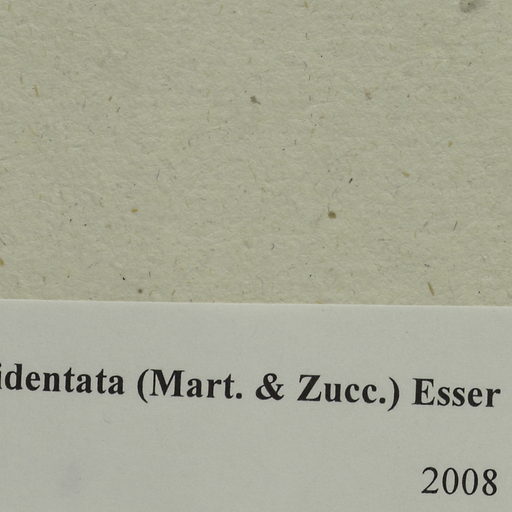 identata (Mart. & Zucc.) Esser
2008